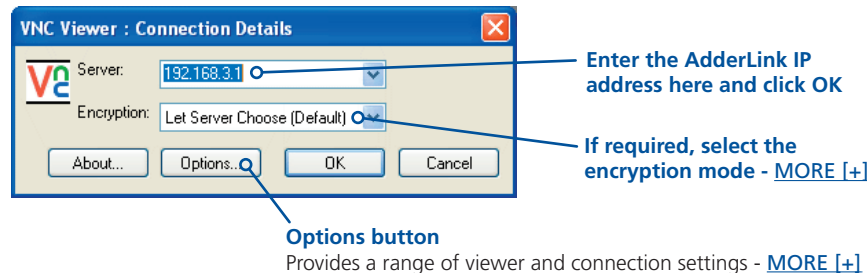 VNC Viewer : Connection Details
VNC
Server:
192.168.3.1
Enter the AdderLink IP
address here and click OK
Encryption:
Let Server Choose (Default)
If required, select the
encryption mode - MORE [+]
About...
Options...
OK
Cancel
Options button
Provides a range of viewer and connection settings - MORE [+]